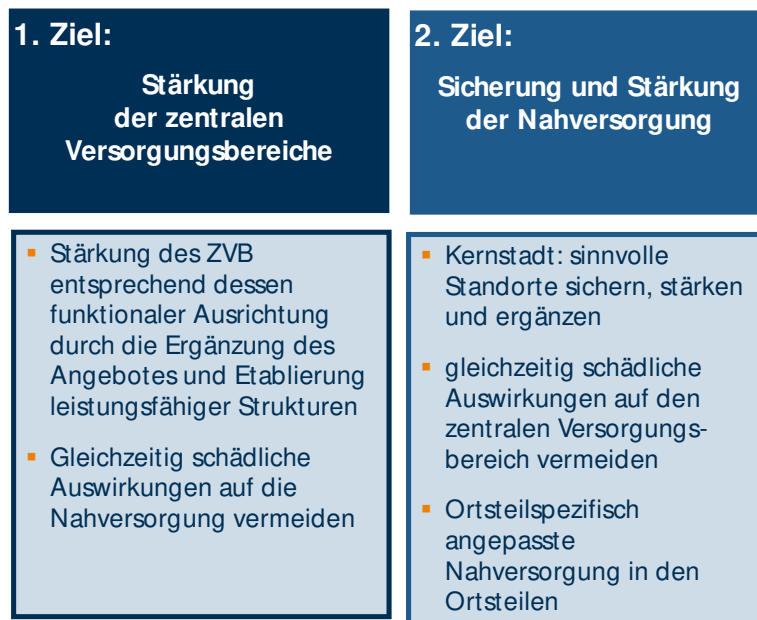 1. Ziel:
Stärkung
der zentralen
Versorgungsbereiche
▪ Stärkung des ZVB
entsprechend dessen
funktionaler Ausrichtung
durch die Ergänzung des
Angebotes und Etablierung
leistungsfähiger Strukturen
▪ Gleichzeitig schädliche
Auswirkungen auf die
Nahversorgung vermeiden
2. Ziel:
Sicherung und Stärkung
der Nahversorgung
▪ Kernstadt: sinnvolle
Standorte sichern, stärken
und ergänzen
▪ gleichzeitig schädliche
Auswirkungen auf den
zentralen Versorgungs-
bereich vermeiden
▪ Ortsteilspezifisch
angepasste
Nahversorgung in den
Ortsteilen